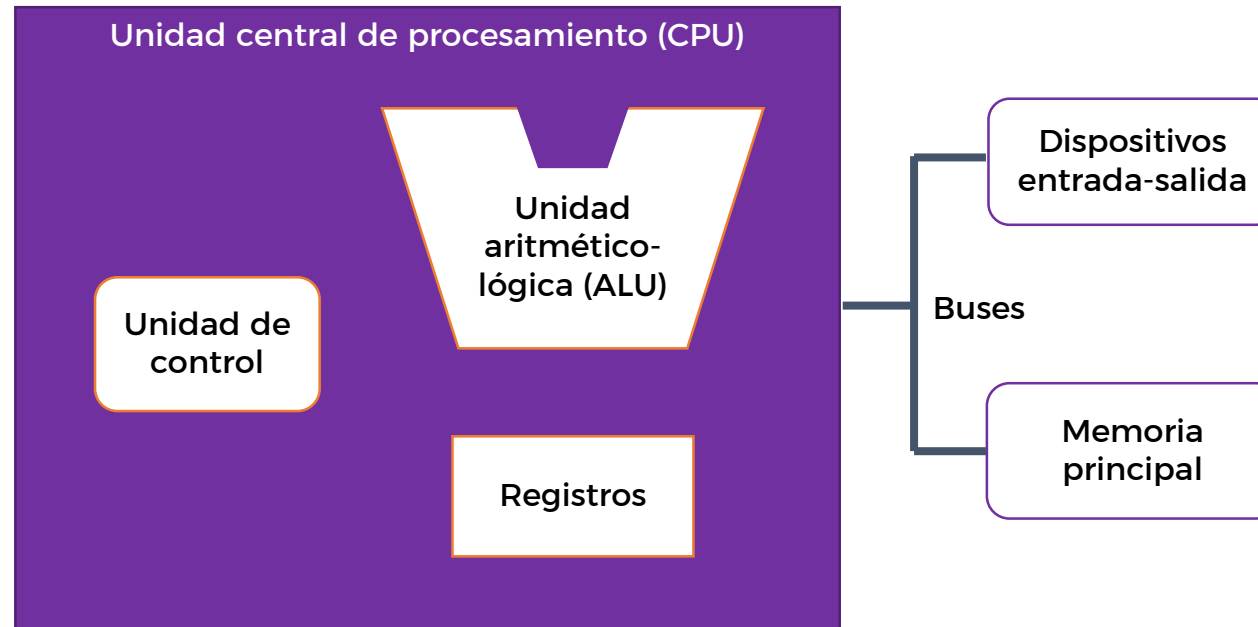 Unidad central de procesamiento (CPU)
Unidad
aritmético-
lógica (ALU)
Unidad de
control
Registros
Buses
Dispositivos
entrada-salida
Memoria
principal